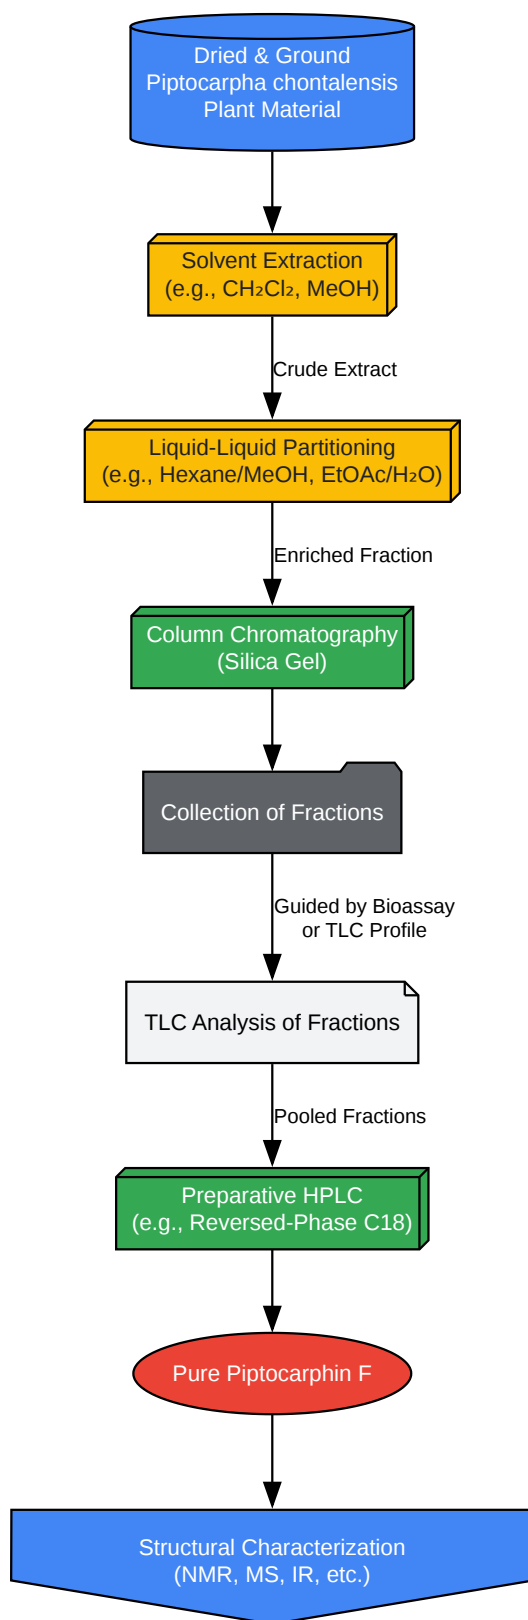 Dried & Ground
Piptocarpha chontalensis
Plant Material
Solvent Extraction
(e.g., CH₂Cl₂, MeOH)
Crude Extract
Liquid-Liquid Partitioning
(e.g., Hexane/MeOH, EtOAc/H₂O)
Enriched Fraction
Column Chromatography
(Silica Gel)
Collection of Fractions
Guided by Bioassay
or TLC Profile
TLC Analysis of Fractions
Pooled Fractions
Preparative HPLC
(e.g., Reversed-Phase C18)
Pure Piptocarphin F
Structural Characterization
(NMR, MS, IR, etc.)